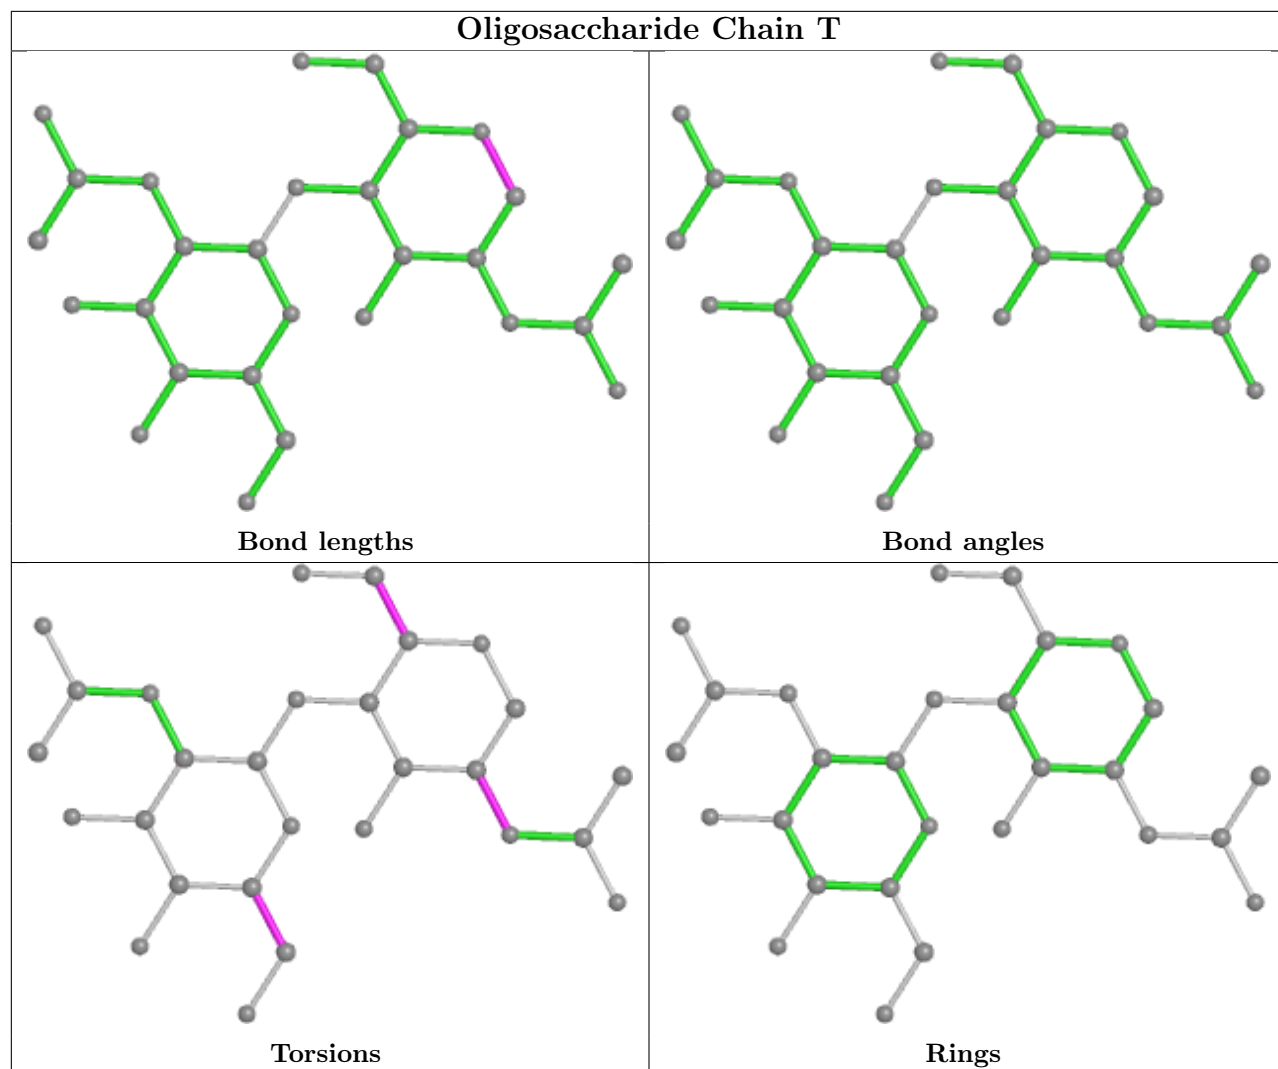 Oligosaccharide Chain T
Bond lengths
Bond angles
Torsions
Rings